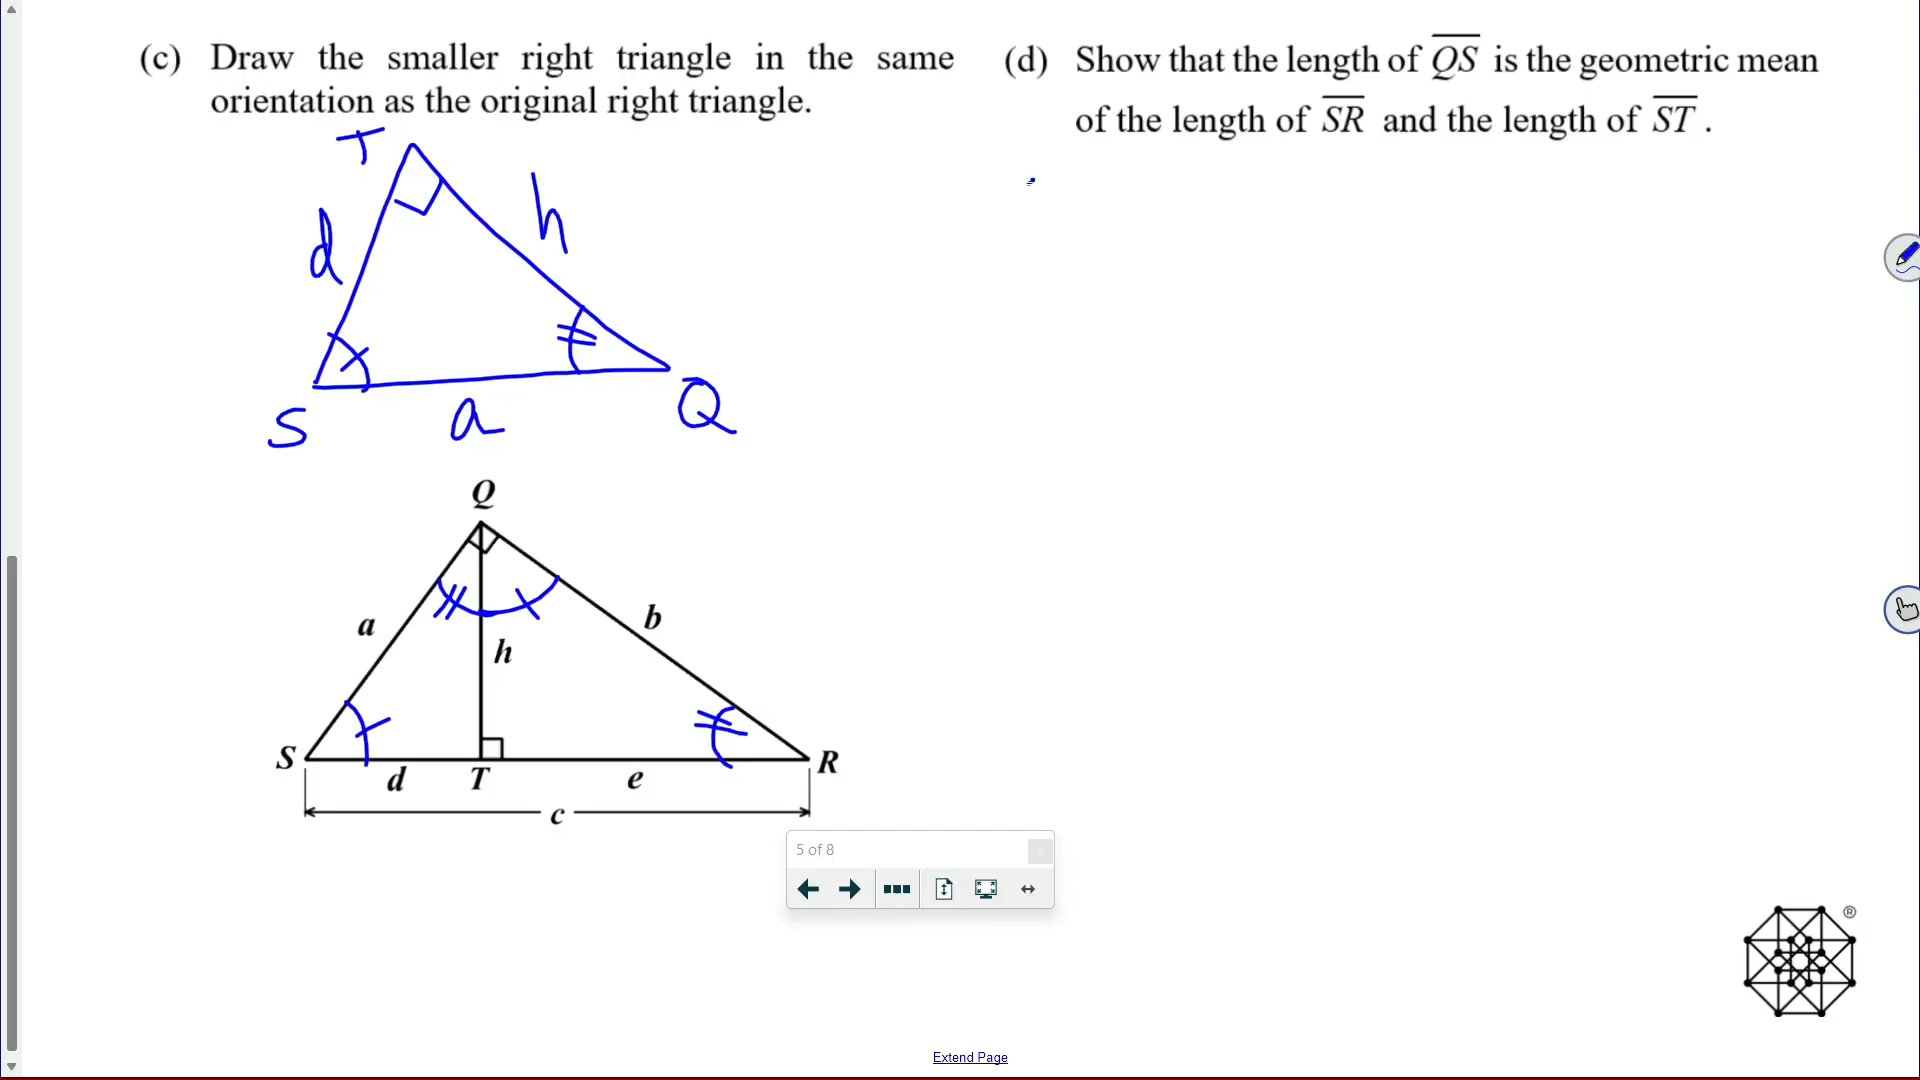 (c) Draw the smaller right triangle in the same
orientation as the original right triangle.
T
d
h
S
a
Q
Q
a
b
h
S
d
T
e
R
c
(d) Show that the length of QS is the geometric mean
of the length of SR and the length of ST.
5 of 8
®
Extend Page